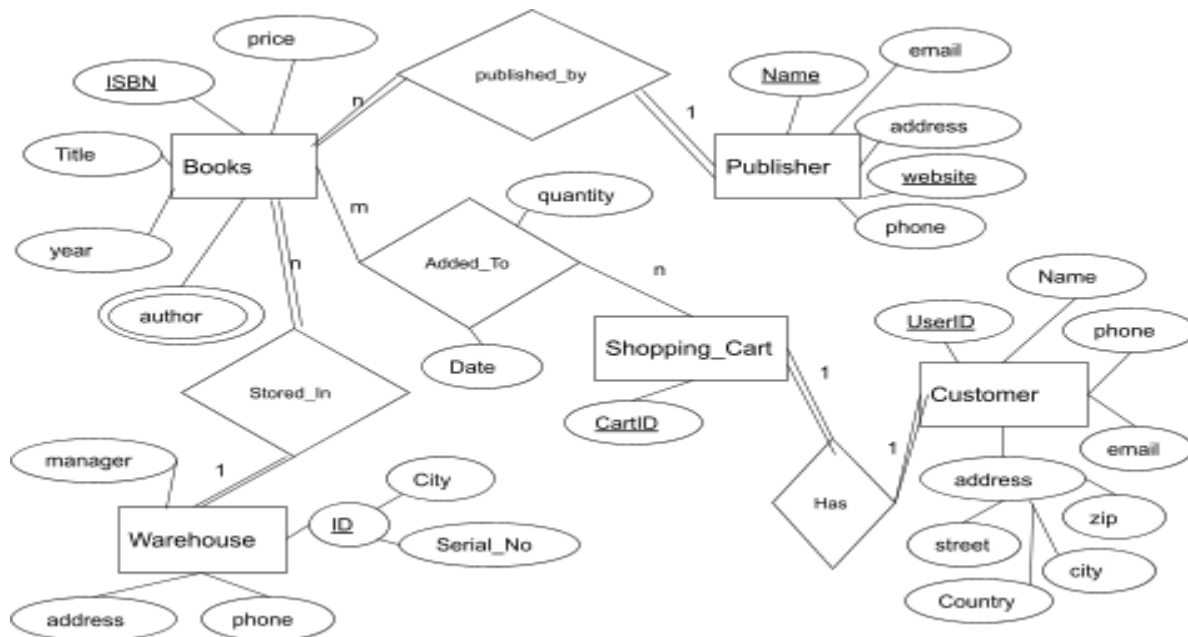 price
email
published_by
Name
ISBN
n
1
address
Title
Books
Publisher
website
quantity
m
phone
year
n
Added_To
n
Name
author
UserID
phone
Date
Shopping_Cart
1
Stored_In
Customer
CartID
email
manager
1
1
City
address
Has
ID
zip
Warehouse
Serial_No
street
city
Country
address
phone